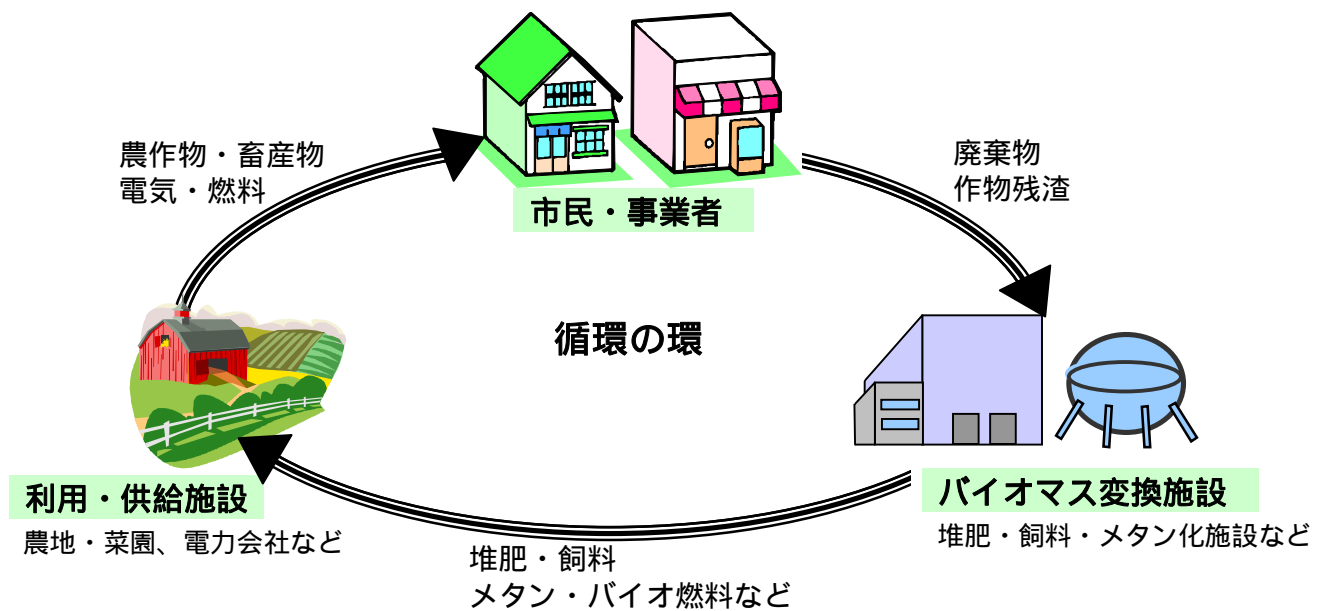 農作物・畜産物
電気・燃料
廃棄物
作物残渣
市民・事業者
循環の環
利用・供給施設
農地・菜園、電力会社など
バイオマス変換施設
堆肥・飼料・メタン化施設など
堆肥・飼料
メタン・バイオ燃料など